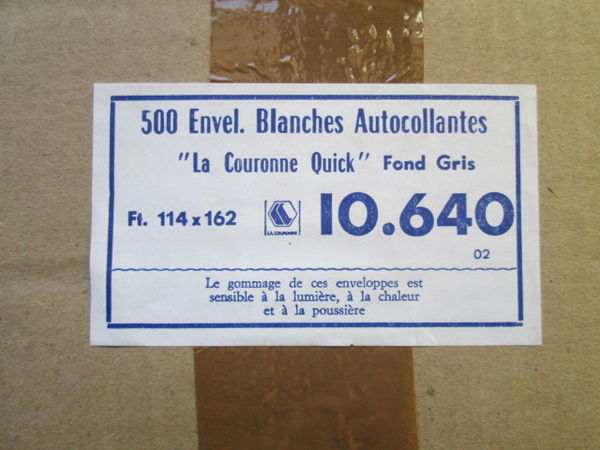 500 Envel. Blanches Autocollantes
"La Couronne Quick" Fond Gris
Ft. 114 x 162 LA COURONNE 10.640
02
Le gommage de ces enveloppes est
sensible à la lumière, à la chaleur
et à la poussière